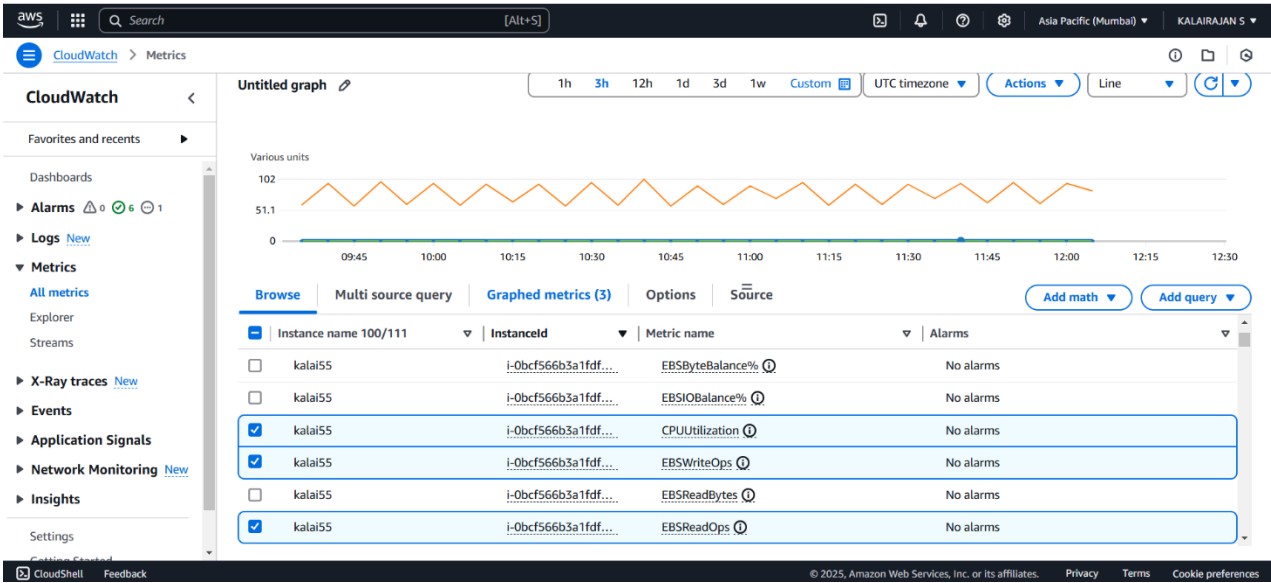 aws Search [Alt+S] Asia Pacific (Mumbai) KALAIRAJAN S
CloudWatch > Metrics
CloudWatch
Favorites and recents
Dashboards
Alarms 0 6 1
Logs New
Metrics
All metrics
Explorer
Streams
X-Ray traces New
Events
Application Signals
Network Monitoring New
Insights
Settings
Getting Started
Untitled graph 1h 3h 12h 1d 3d 1w Custom UTC timezone Actions Line
Various units
102
51.1
0
09:45 10:00 10:15 10:30 10:45 11:00 11:15 11:30 11:45 12:00 12:15 12:30
Browse Multi source query Graphed metrics (3) Options Source Add math Add query
Instance name 100/111 InstanceId Metric name Alarms
kalai55 i-0bcf566b3a1fdf... EBSByteBalance% No alarms
kalai55 i-0bcf566b3a1fdf... EBSIOBalance% No alarms
kalai55 i-0bcf566b3a1fdf... CPUUtilization No alarms
kalai55 i-0bcf566b3a1fdf... EBSWriteOps No alarms
kalai55 i-0bcf566b3a1fdf... EBSReadBytes No alarms
kalai55 i-0bcf566b3a1fdf... EBSReadOps No alarms
CloudShell Feedback © 2025, Amazon Web Services, Inc. or its affiliates. Privacy Terms Cookie preferences